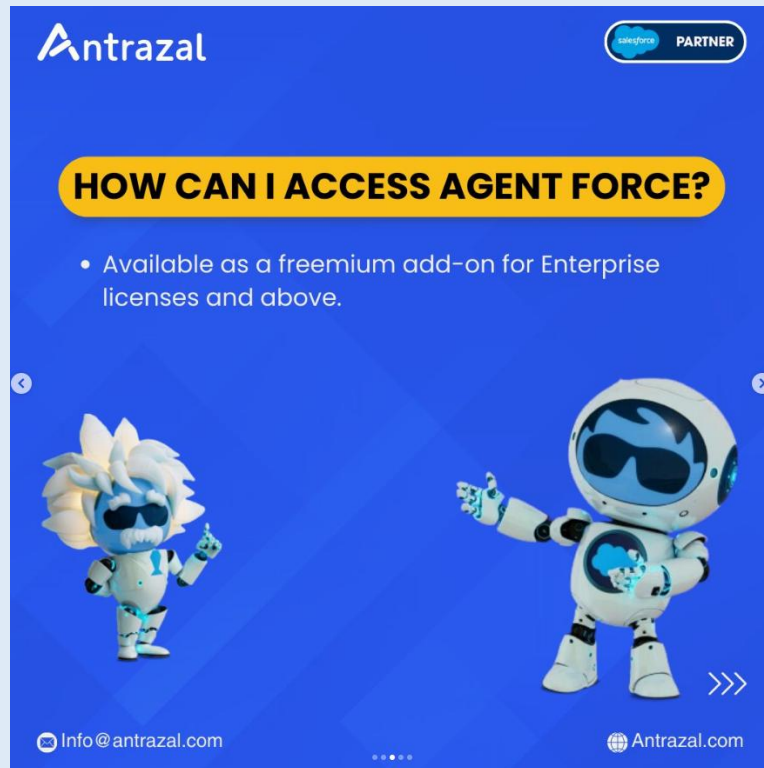 Antrazal
salesforce PARTNER
HOW CAN I ACCESS AGENT FORCE?
• Available as a freemium add-on for Enterprise
licenses and above.
Info@antrazal.com
Antrazal.com